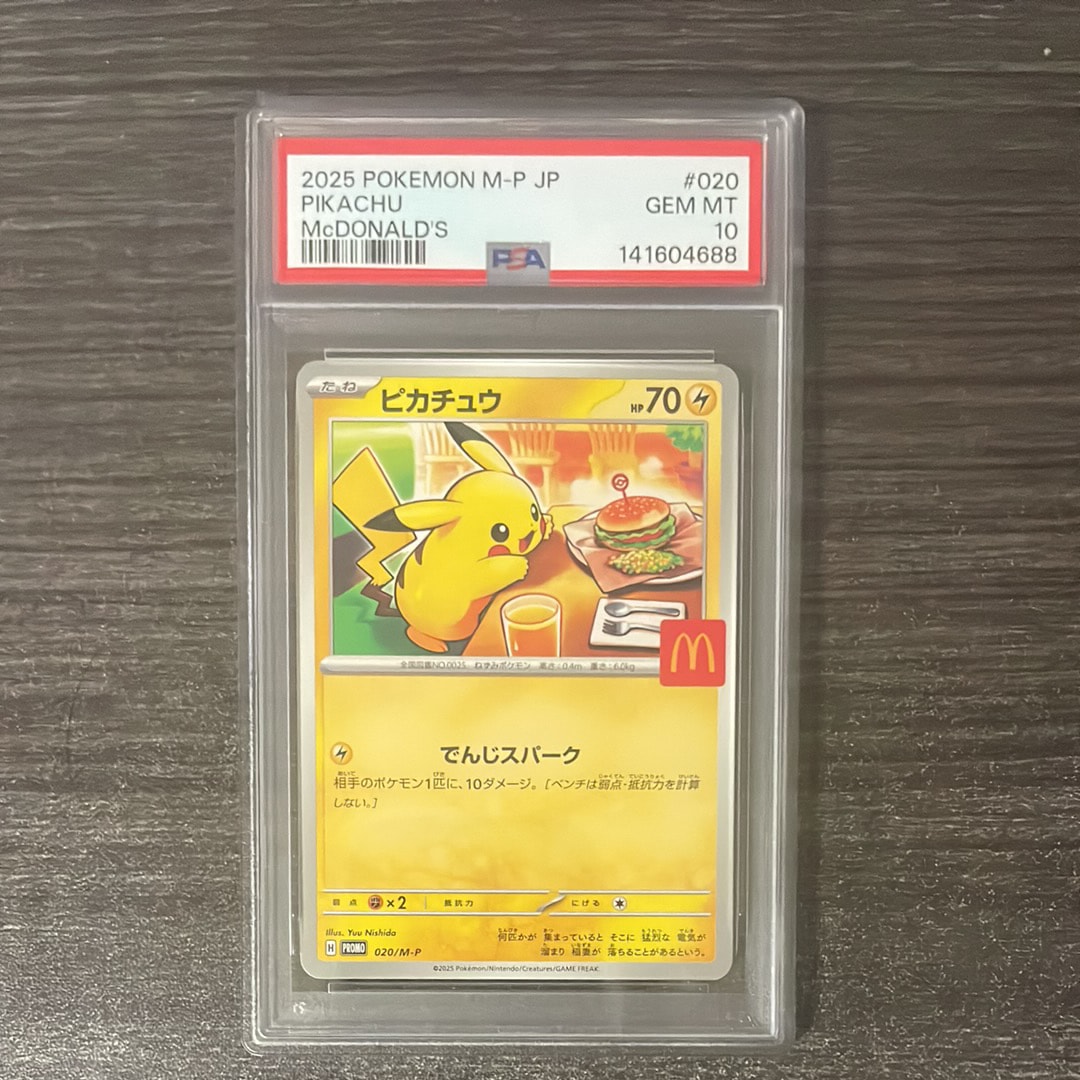 2025 POKEMON M-P JP #020
PIKACHU GEM MT
McDONALD'S 10
PSA 141604688
たね ピカチュウ HP70
全国図鑑NO.0025 ねずみポケモン 高さ:0.4m 重さ:6.0kg
でんじスパーク
相手のポケモン1匹に、10ダメージ。[ベンチは弱点・抵抗力を計算
しない。]
弱点 ×2 抵抗力 にげる
Illus. Yuu Nishida
何匹かが 集まっていると そこに 猛烈な 電気が
溜まり 稲妻が 落ちることがあるという。
H PROMO 020/M-P
©2025 Pokémon/Nintendo/Creatures/GAME FREAK.